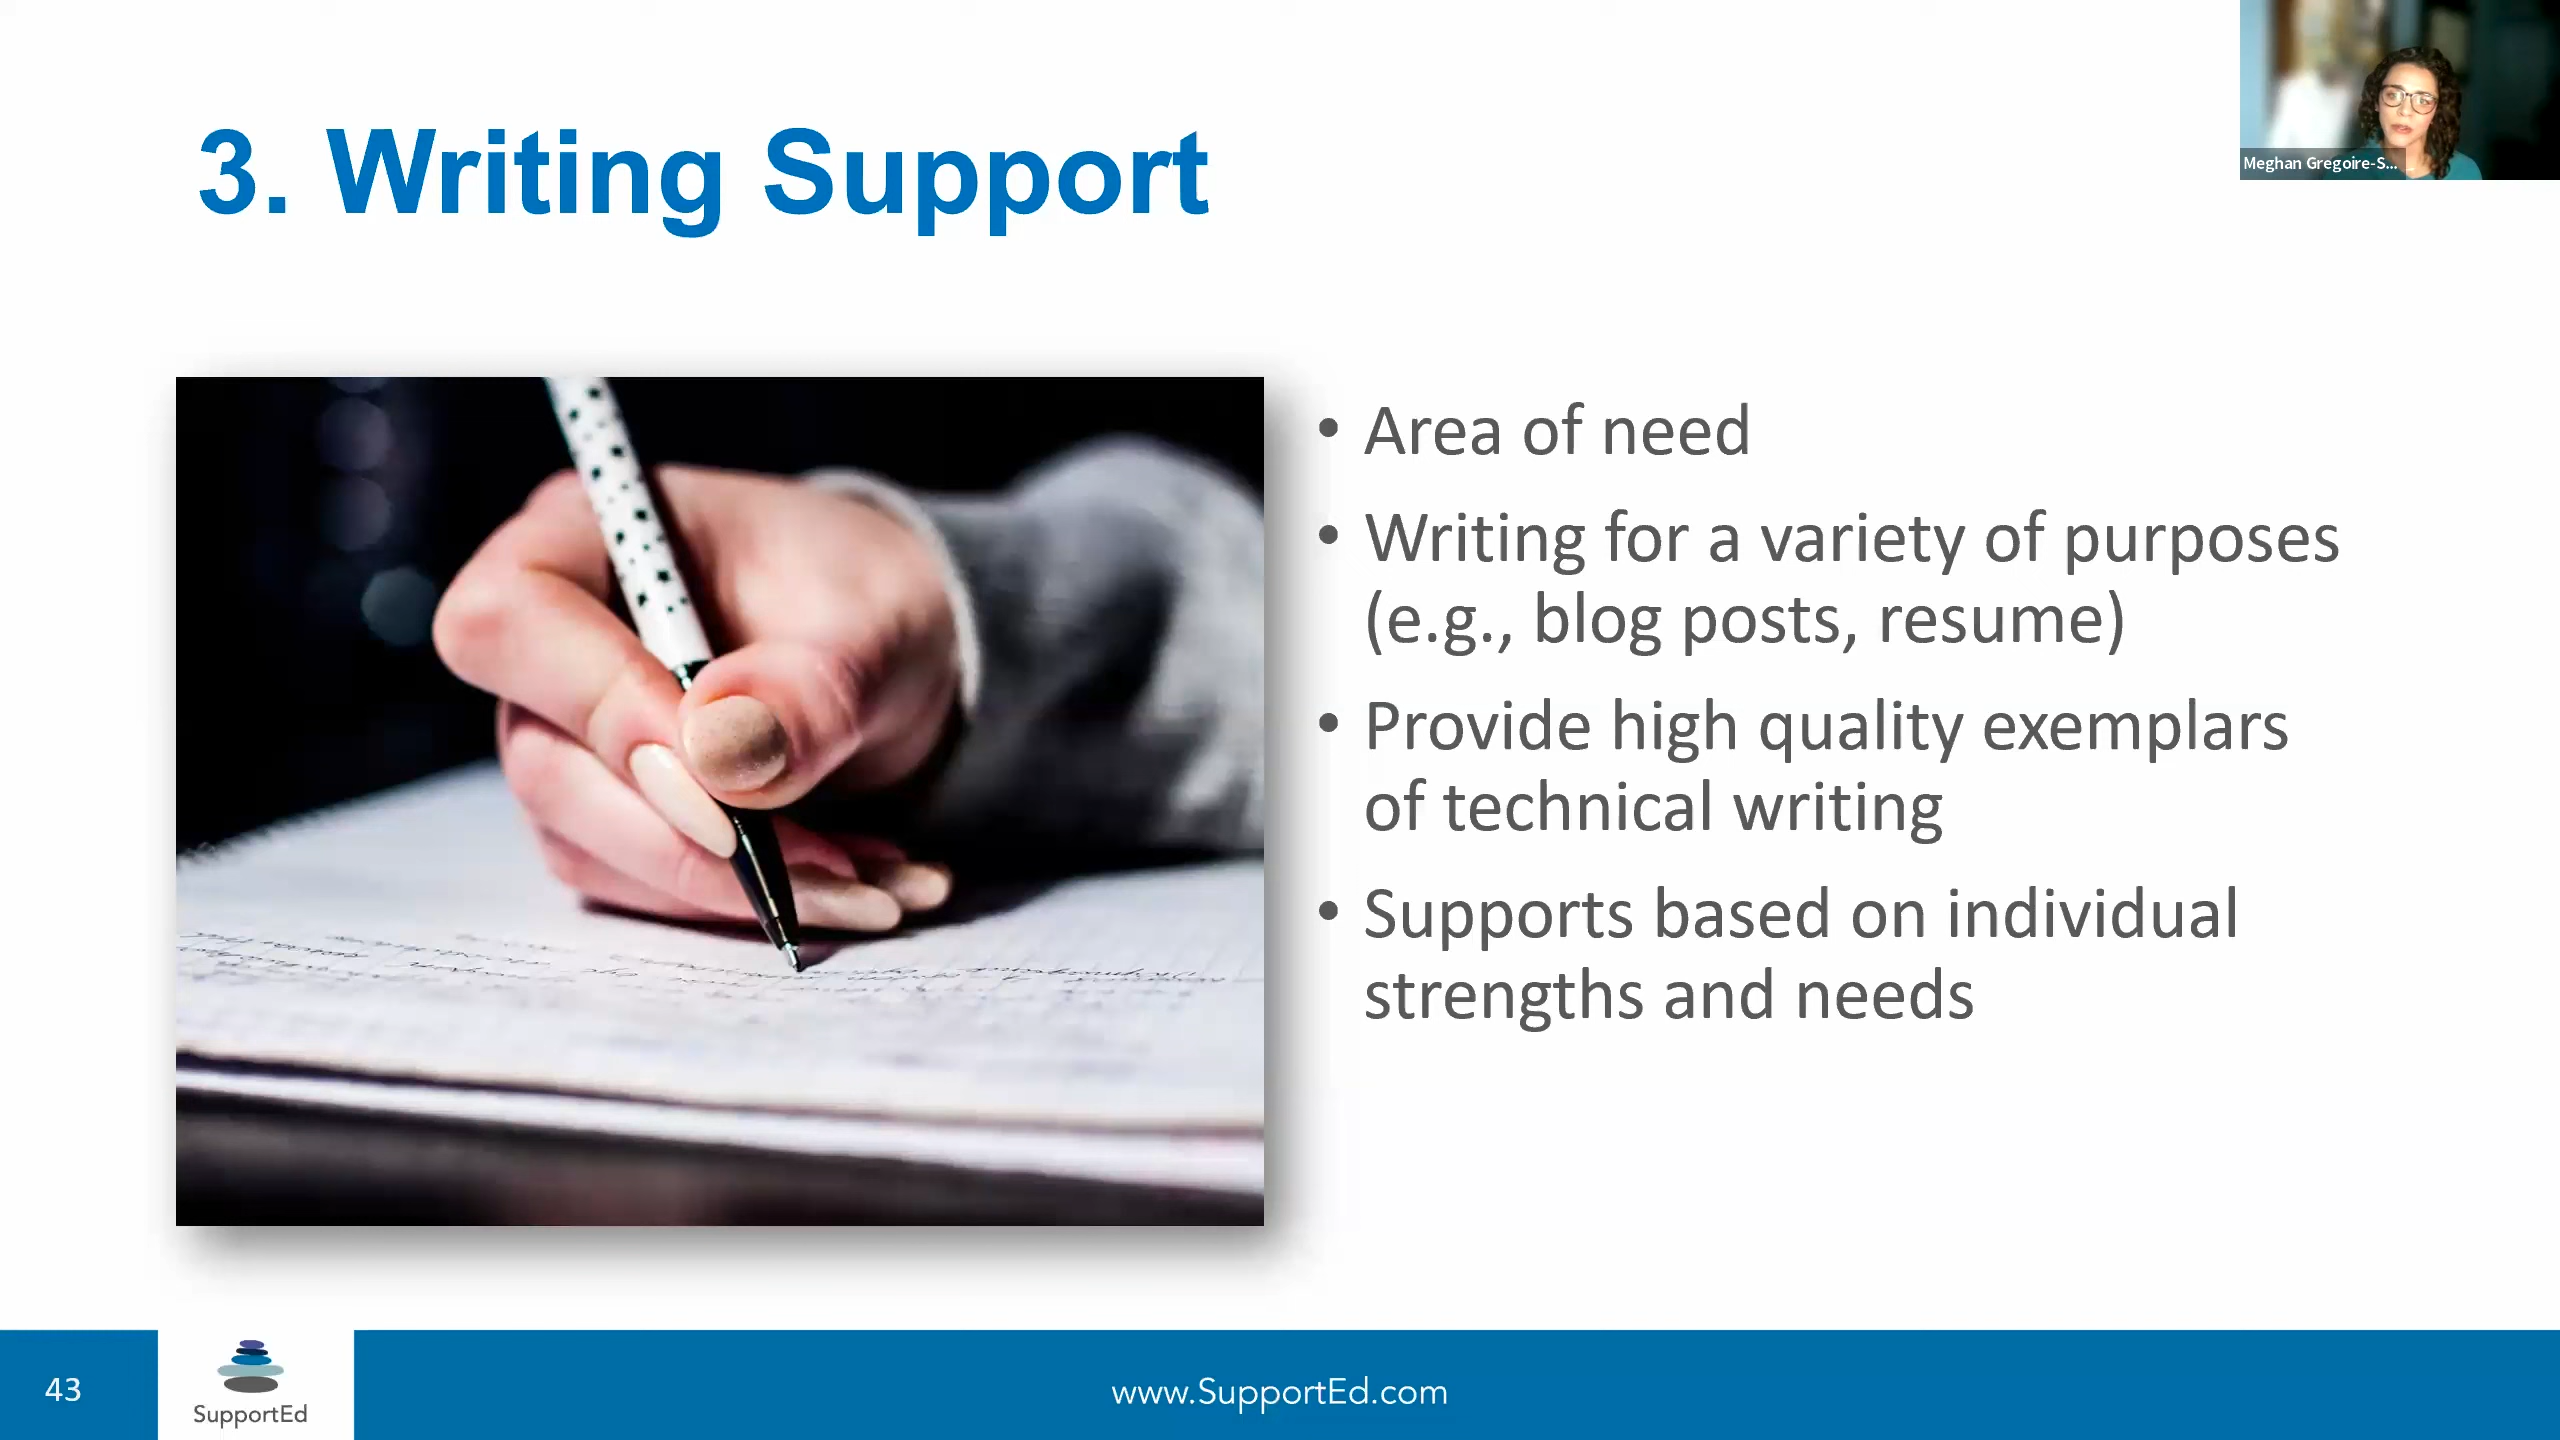 3. Writing Support
Meghan Gregoire-S...
• Area of need
• Writing for a variety of purposes
(e.g., blog posts, resume)
• Provide high quality exemplars
of technical writing
• Supports based on individual
strengths and needs
43
SupportEd
www.SupportEd.com